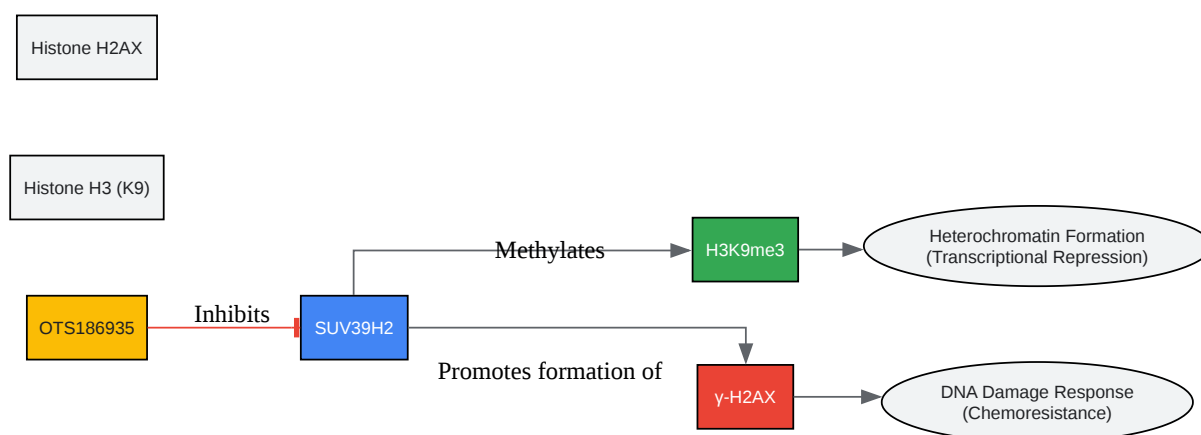 Histone H2AX
Histone H3 (K9)
Methylates
H3K9me3
Heterochromatin Formation
(Transcriptional Repression)
OTS186935
Inhibits
SUV39H2
Promotes formation of
γ-H2AX
DNA Damage Response
(Chemoresistance)